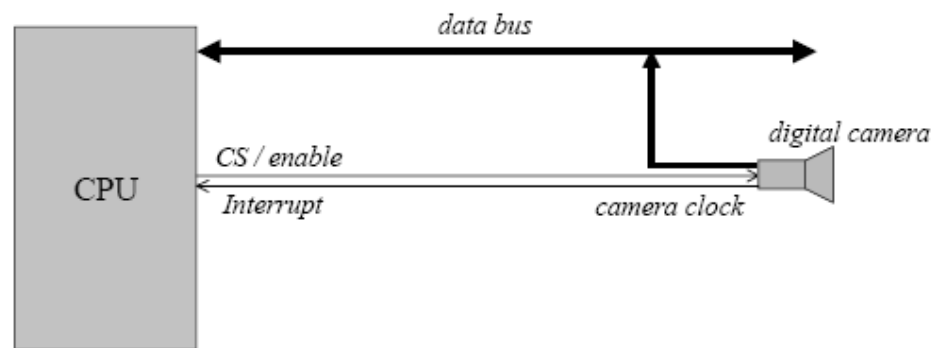 data bus
digital camera
CS / enable
CPU
Interrupt
camera clock